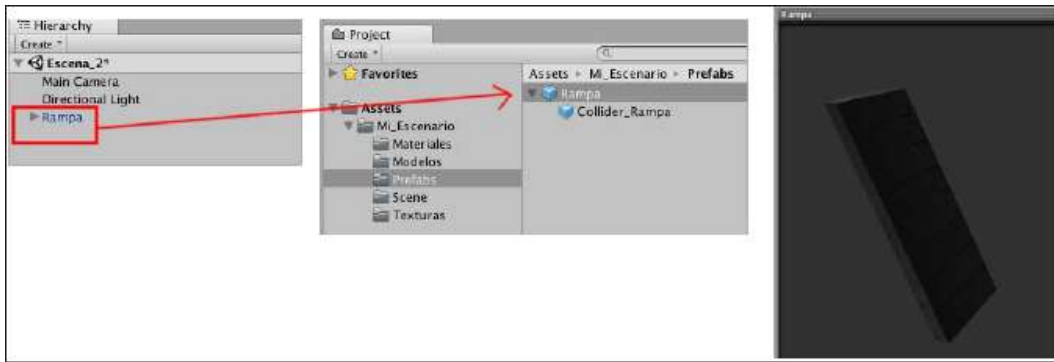 Hierarchy
Create
Escena_2*
Main Camera
Directional Light
Rampa
Project
Create
Favorites
Assets
Mi_Escenario
Materiales
Modelos
Prefabs
Scene
Texturas
Assets Mi_Escenario Prefabs
Rampa
Collider_Rampa
Rampa